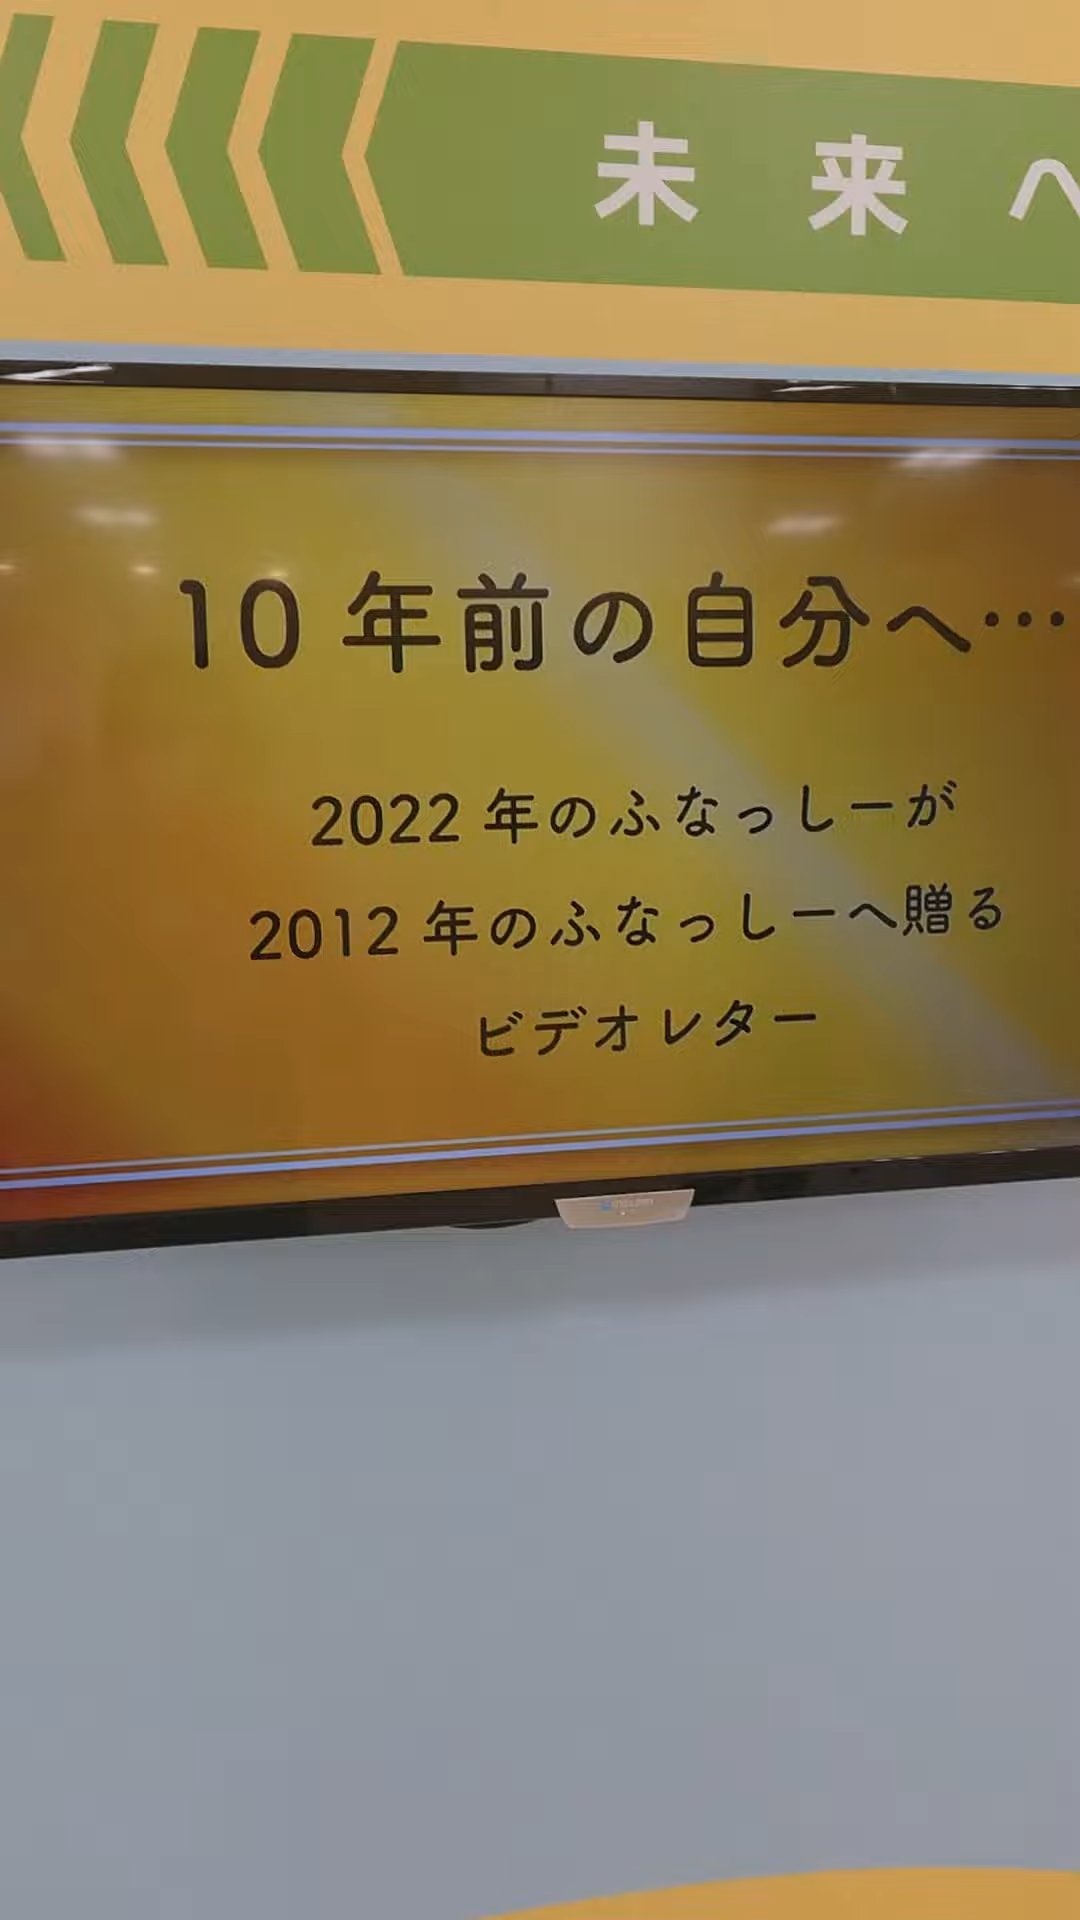 未来へ
10年前の自分へ…
2022年のふなっしーが
2012年のふなっしーへ贈る
ビデオレター